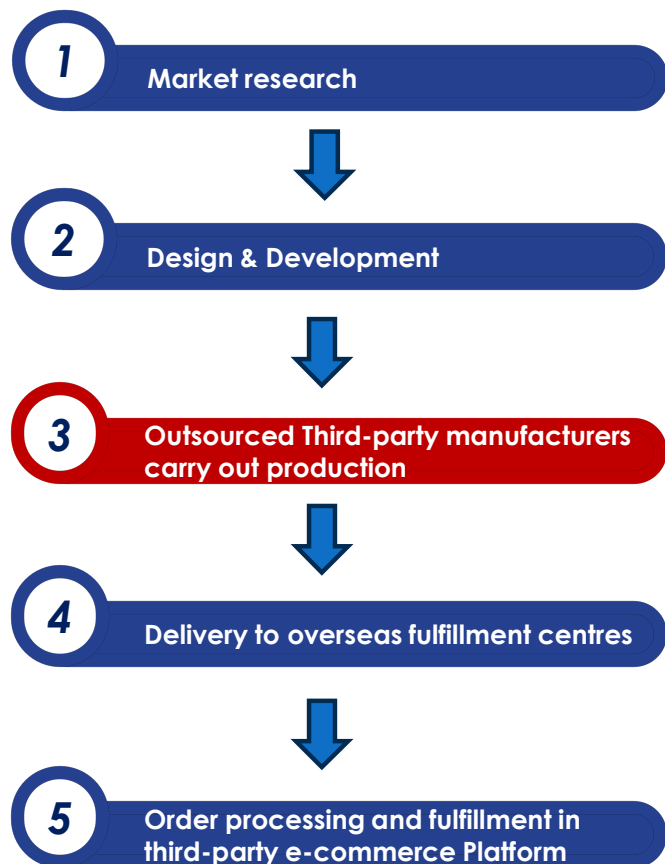 1
Market research
2
Design & Development
3
Outsourced Third-party manufacturers
carry out production
4
Delivery to overseas fulfillment centres
5
Order processing and fulfillment in
third-party e-commerce Platform